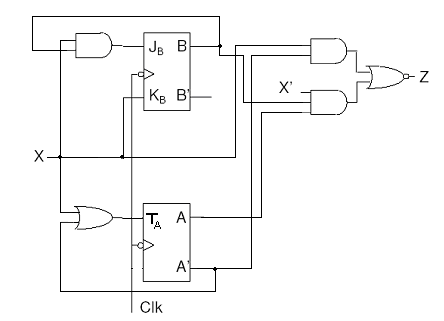 J_B B
K_B B'
X'
Z
X
T_A A
A'
Clk